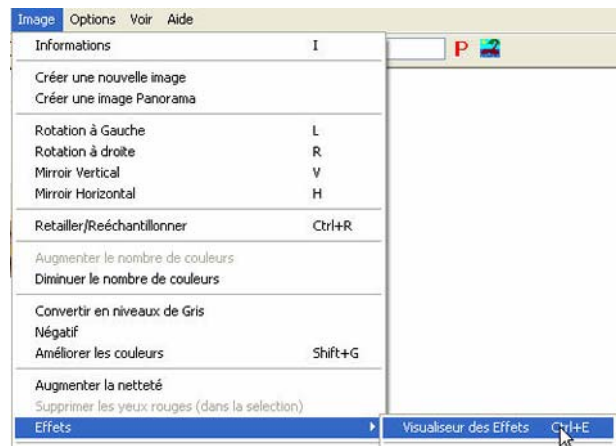 Image Options Voir Aide
Informations I
P
Créer une nouvelle image
Créer une image Panorama
Rotation à Gauche L
Rotation à droite R
Mirroir Vertical V
Mirroir Horizontal H
Retailler/Reéchantillonner Ctrl+R
Augmenter le nombre de couleurs
Diminuer le nombre de couleurs
Convertir en niveaux de Gris
Négatif
Améliorer les couleurs Shift+G
Augmenter la netteté
Supprimer les yeux rouges (dans la selection)
Effets Visualiseur des Effets Ctrl+E